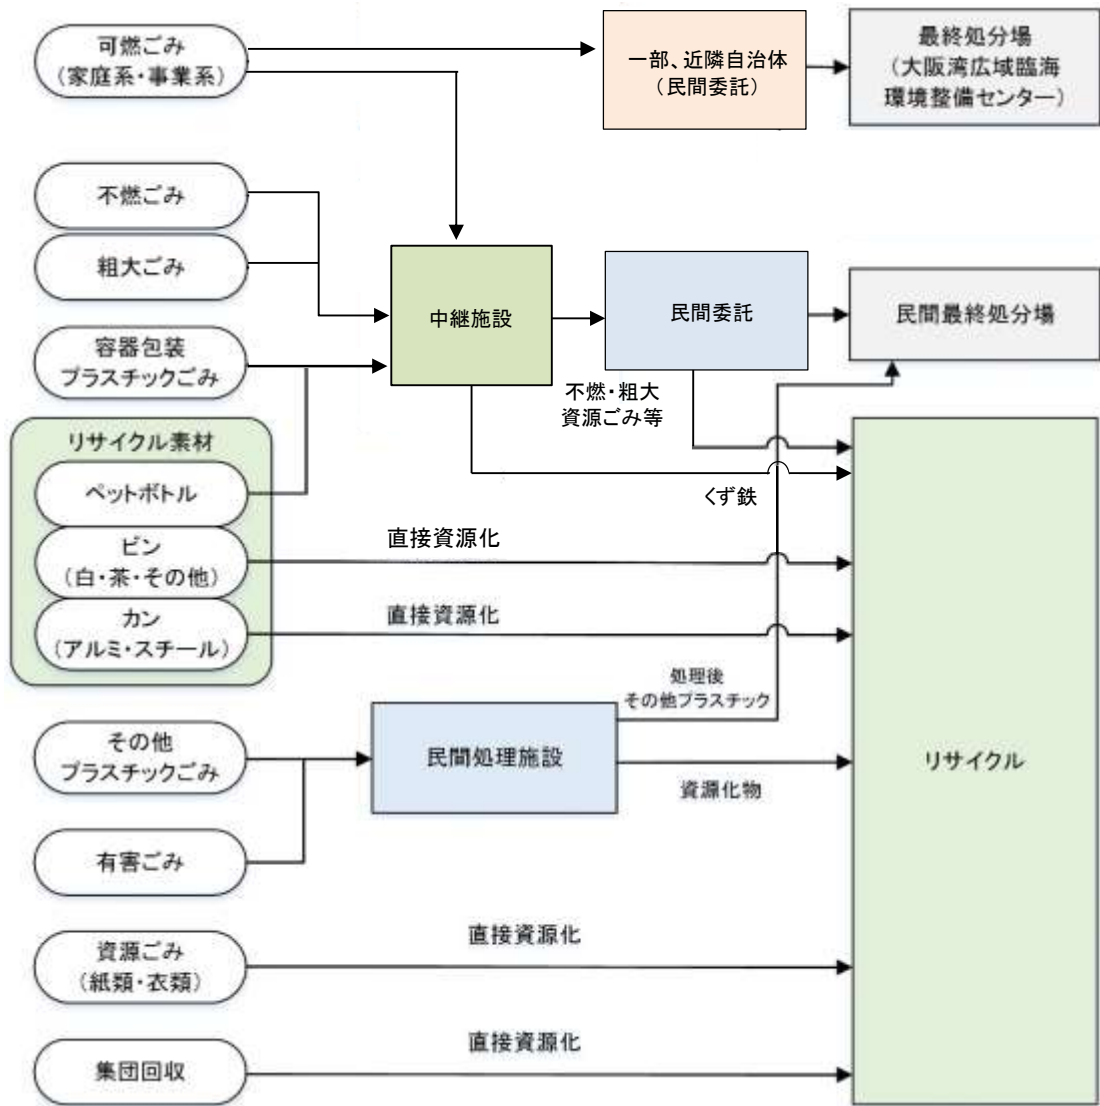 可燃ごみ
（家庭系・事業系）
一部、近隣自治体
（民間委託）
最終処分場
（大阪湾広域臨海
環境整備センター）
不燃ごみ
粗大ごみ
中継施設
民間委託
民間最終処分場
容器包装
プラスチックごみ
不燃・粗大
資源ごみ等
リサイクル素材
ペットボトル
くず鉄
ビン
（白・茶・その他）
直接資源化
カン
（アルミ・スチール）
直接資源化
処理後
その他プラスチック
その他
プラスチックごみ
民間処理施設
資源化物
リサイクル
有害ごみ
資源ごみ
（紙類・衣類）
直接資源化
集団回収
直接資源化